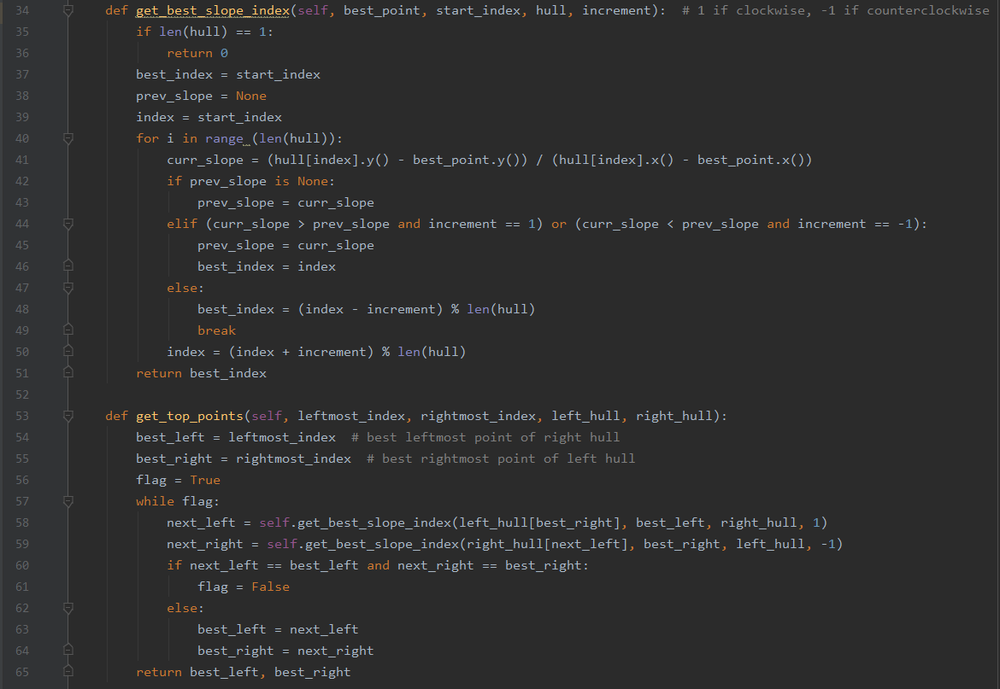 34 def get_best_slope_index(self, best_point, start_index, hull, increment):  # 1 if clockwise, -1 if counterclockwise
35     if len(hull) == 1:
36         return 0
37     best_index = start_index
38     prev_slope = None
39     index = start_index
40     for i in range (len(hull)):
41         curr_slope = (hull[index].y() - best_point.y()) / (hull[index].x() - best_point.x())
42         if prev_slope is None:
43             prev_slope = curr_slope
44         elif (curr_slope > prev_slope and increment == 1) or (curr_slope < prev_slope and increment == -1):
45             prev_slope = curr_slope
46             best_index = index
47         else:
48             best_index = (index - increment) % len(hull)
49             break
50         index = (index + increment) % len(hull)
51     return best_index
52
53 def get_top_points(self, leftmost_index, rightmost_index, left_hull, right_hull):
54     best_left = leftmost_index  # best leftmost point of right hull
55     best_right = rightmost_index  # best rightmost point of left hull
56     flag = True
57     while flag:
58         next_left = self.get_best_slope_index(left_hull[best_right], best_left, right_hull, 1)
59         next_right = self.get_best_slope_index(right_hull[next_left], best_right, left_hull, -1)
60         if next_left == best_left and next_right == best_right:
61             flag = False
62         else:
63             best_left = next_left
64             best_right = next_right
65     return best_left, best_right